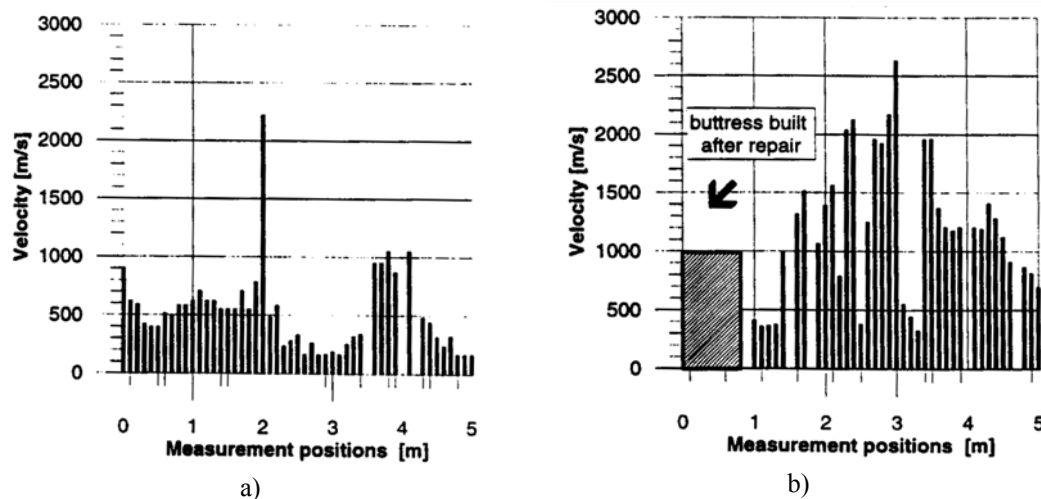 3000
2500
2000
1500
1000
500
0
Velocity [m/s]
0 1 2 3 4 5
Measurement positions [m]
a)
3000
2500
2000
1500
1000
500
0
Velocity [m/s]
buttress built
after repair
0 1 2 3 4 5
Measurement positions [m]
b)